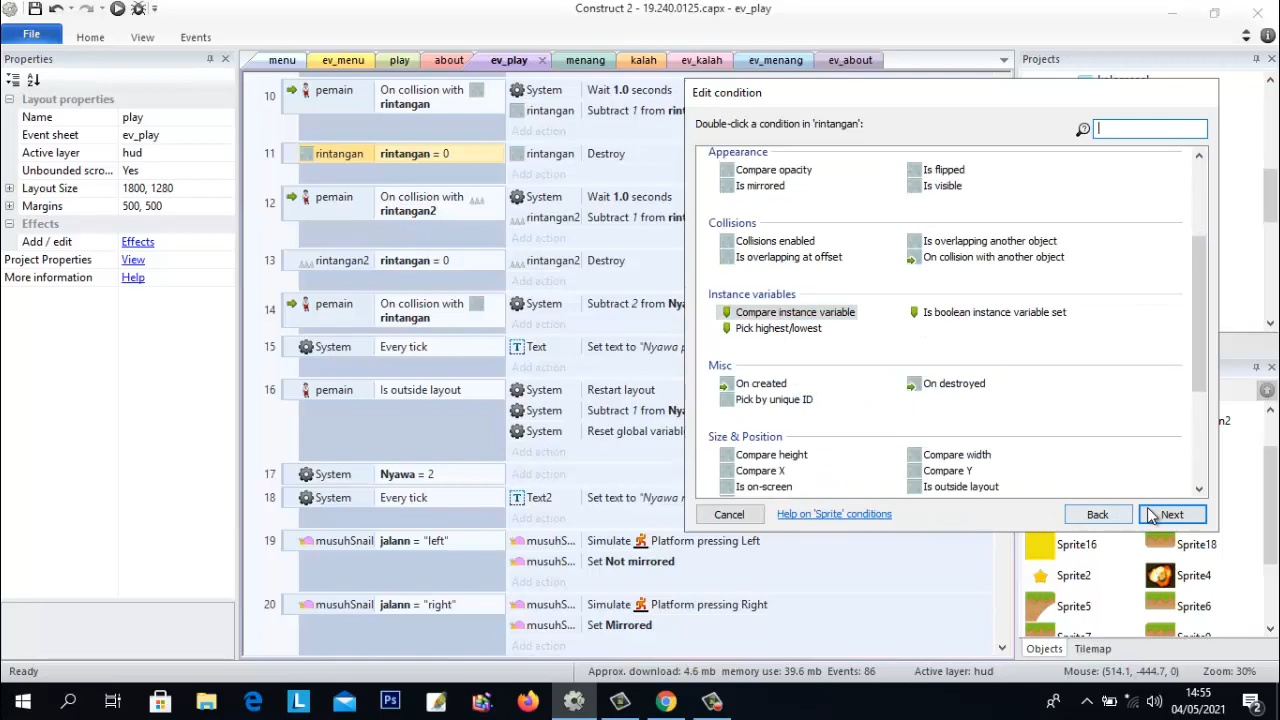 Construct 2 - 19.240.0125.capx - ev_play
File
Home
View
Events
Properties
Layout properties
Name play
Event sheet ev_play
Active layer hud
Unbounded scro... Yes
Layout Size 1800, 1280
Margins 500, 500
Effects
Add / edit Effects
Project Properties View
More information Help
menu
ev_menu
play
about
ev_play
menang
kalah
ev_kalah
ev_menang
ev_about
10 pemain On collision with rintangan
System Wait 1.0 seconds
rintangan Subtract 1 from rint
Add action
11 rintangan rintangan = 0
rintangan Destroy
Add action
12 pemain On collision with rintangan2
System Wait 1.0 seconds
rintangan2 Subtract 1 from rint
Add action
13 rintangan2 rintangan = 0
rintangan2 Destroy
Add action
14 pemain On collision with rintangan
System Subtract 2 from Nya
Add action
15 System Every tick
Text Set text to "Nyawa p
Add action
16 pemain Is outside layout
System Restart layout
System Subtract 1 from Nya
System Reset global variabl
Add action
17 System Nyawa = 2
Add action
18 System Every tick
Text2 Set text to "Nyawa n
Add action
19 musuhSnail jalann = "left"
musuhS... Simulate Platform pressing Left
musuhS... Set Not mirrored
Add action
20 musuhSnail jalann = "right"
musuhS... Simulate Platform pressing Right
musuhS... Set Mirrored
Add action
Edit condition
Double-click a condition in 'rintangan':
Appearance
Compare opacity
Is flipped
Is mirrored
Is visible
Collisions
Collisions enabled
Is overlapping another object
Is overlapping at offset
On collision with another object
Instance variables
Compare instance variable
Is boolean instance variable set
Pick highest/lowest
Misc
On created
On destroyed
Pick by unique ID
Size & Position
Compare height
Compare width
Compare X
Compare Y
Is on-screen
Is outside layout
Cancel
Help on 'Sprite' conditions
Back
Next
Projects
n2
Sprite16
Sprite18
Sprite2
Sprite4
Sprite5
Sprite6
Objects
Tilemap
Ready
Approx. download: 4.6 mb
memory use: 39.6 mb
Events: 86
Active layer: hud
Mouse: (514.1, -444.7, 0)
Zoom: 30%
14:55
04/05/2021